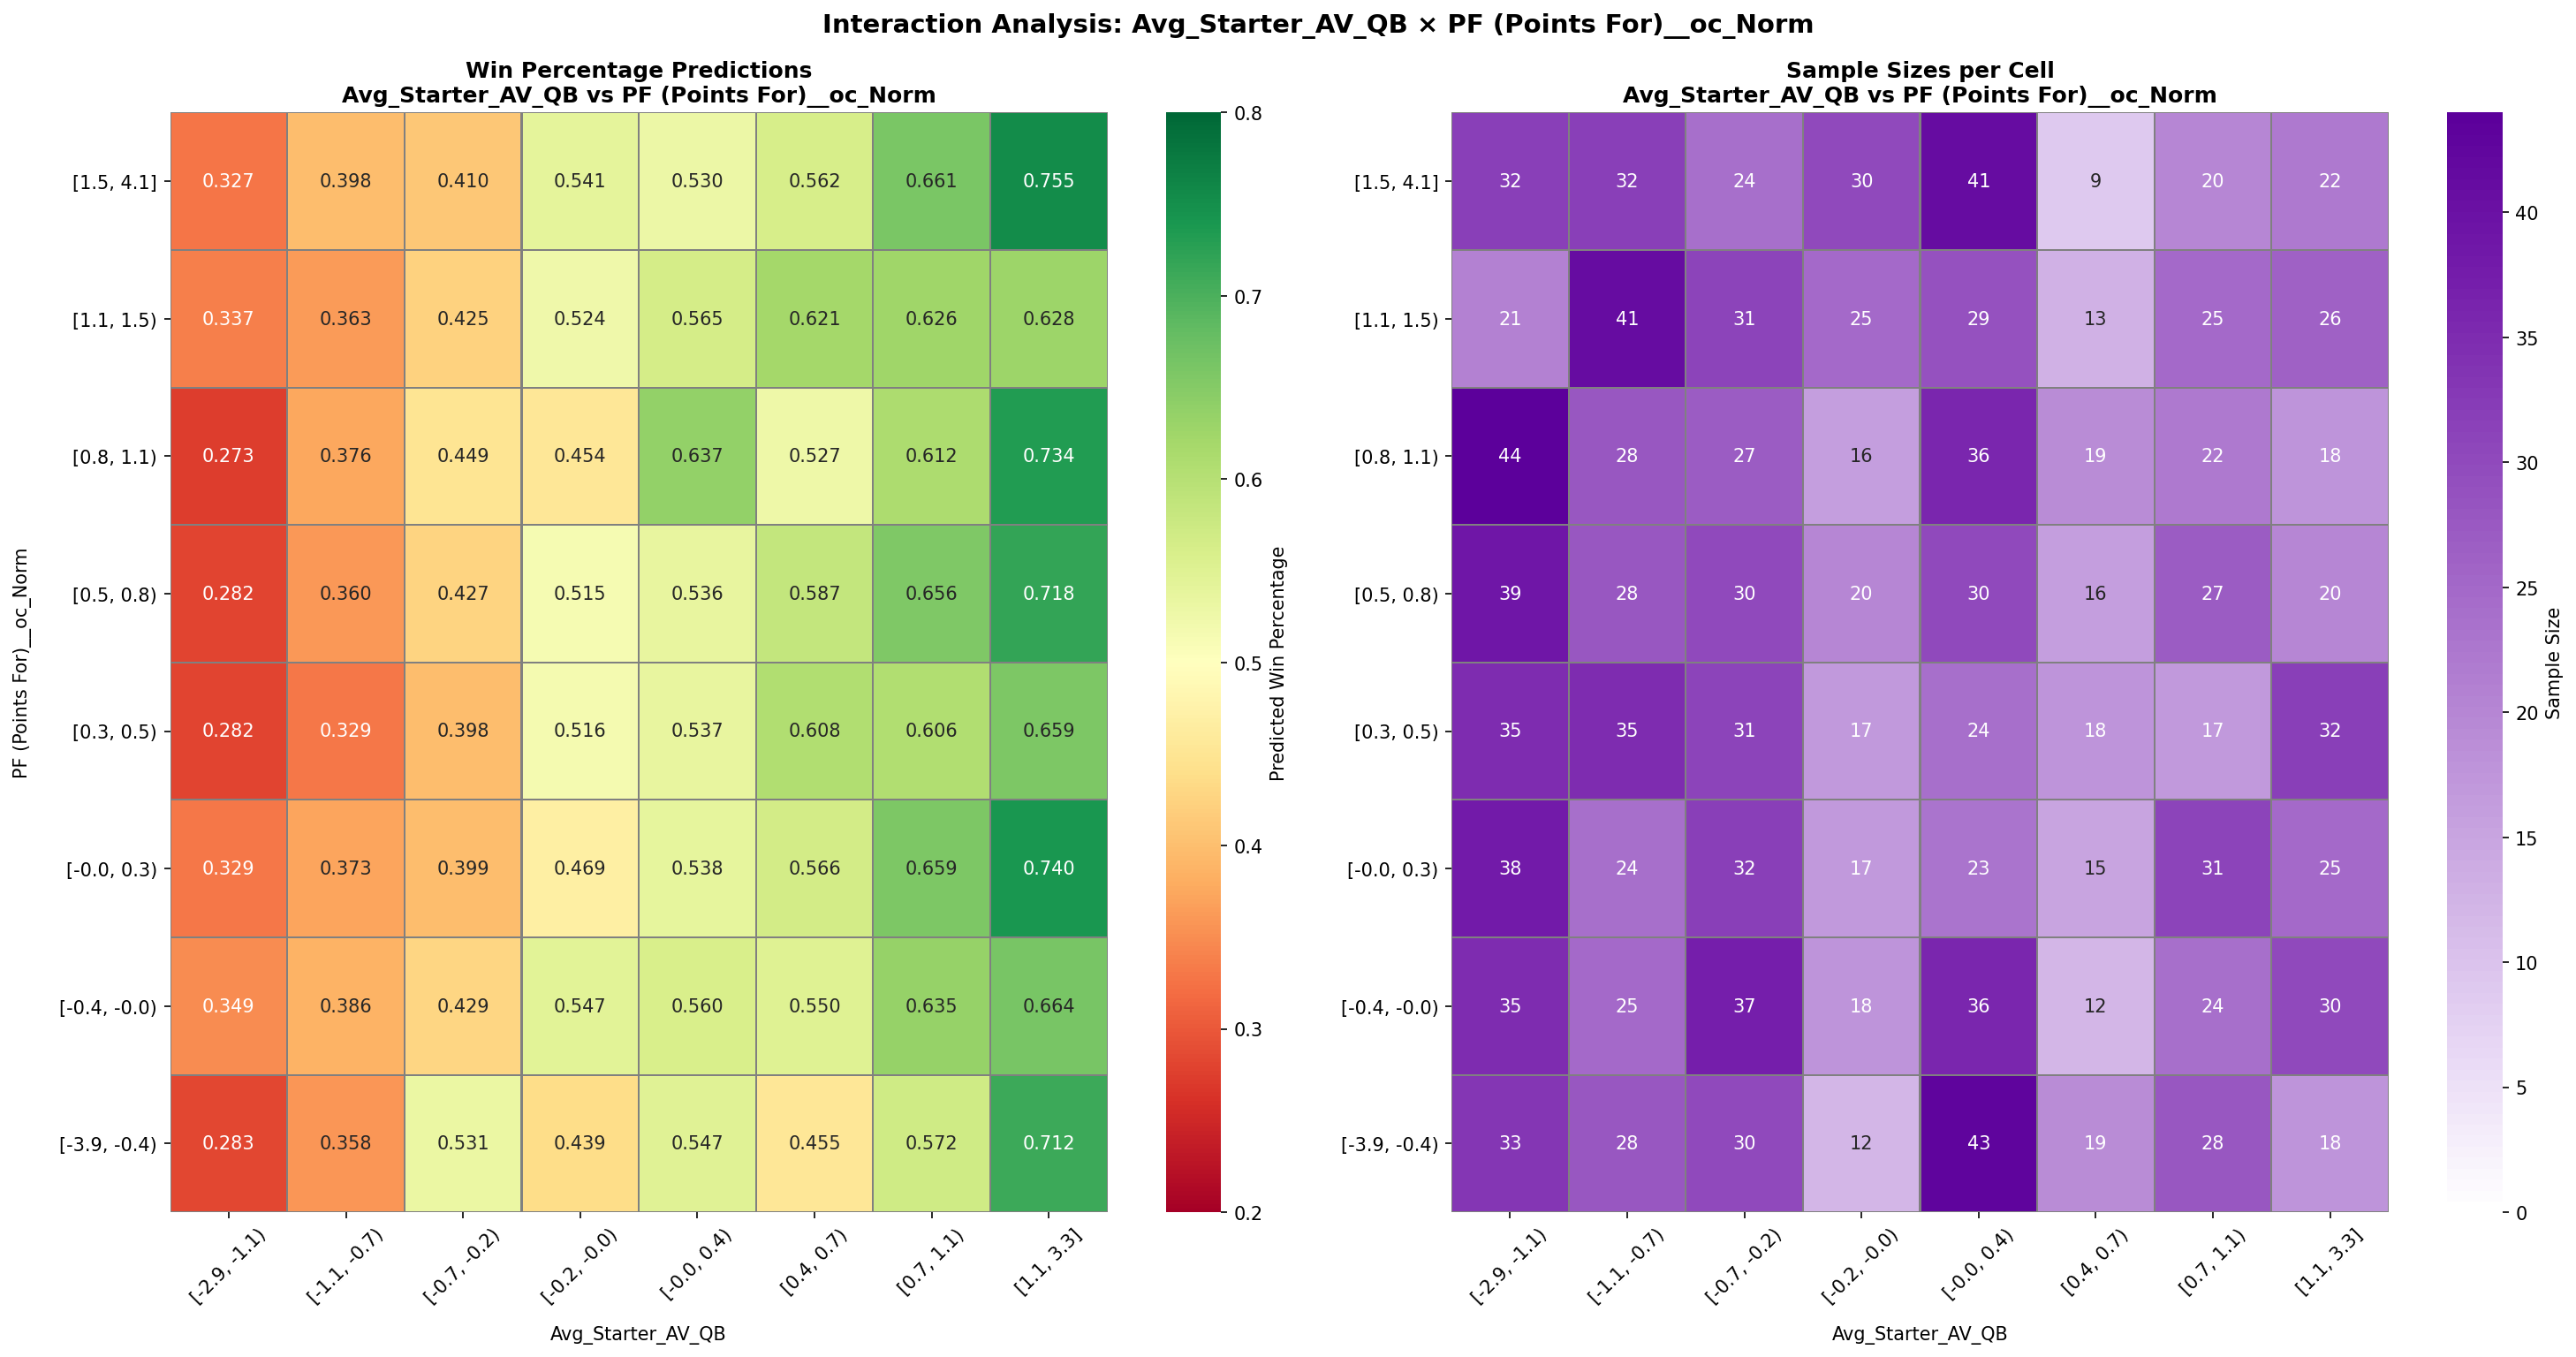 Interaction Analysis: Avg_Starter_AV_QB × PF (Points For)__oc_Norm
Win Percentage Predictions
Avg_Starter_AV_QB vs PF (Points For)__oc_Norm
PF (Points For)__oc_Norm
[1.5, 4.1] 0.327 0.398 0.410 0.541 0.530 0.562 0.661 0.755
[1.1, 1.5) 0.337 0.363 0.425 0.524 0.565 0.621 0.626 0.628
[0.8, 1.1) 0.273 0.376 0.449 0.454 0.637 0.527 0.612 0.734
[0.5, 0.8) 0.282 0.360 0.427 0.515 0.536 0.587 0.656 0.718
[0.3, 0.5) 0.282 0.329 0.398 0.516 0.537 0.608 0.606 0.659
[-0.0, 0.3) 0.329 0.373 0.399 0.469 0.538 0.566 0.659 0.740
[-0.4, -0.0) 0.349 0.386 0.429 0.547 0.560 0.550 0.635 0.664
[-3.9, -0.4) 0.283 0.358 0.531 0.439 0.547 0.455 0.572 0.712
[-2.9, -1.1) [-1.1, -0.7) [-0.7, -0.2) [-0.2, -0.0) [-0.0, 0.4) [0.4, 0.7) [0.7, 1.1) [1.1, 3.3]
Avg_Starter_AV_QB
0.8
0.7
0.6
0.5
0.4
0.3
0.2
Predicted Win Percentage
Sample Sizes per Cell
Avg_Starter_AV_QB vs PF (Points For)__oc_Norm
[1.5, 4.1] 32 32 24 30 41 9 20 22
[1.1, 1.5) 21 41 31 25 29 13 25 26
[0.8, 1.1) 44 28 27 16 36 19 22 18
[0.5, 0.8) 39 28 30 20 30 16 27 20
[0.3, 0.5) 35 35 31 17 24 18 17 32
[-0.0, 0.3) 38 24 32 17 23 15 31 25
[-0.4, -0.0) 35 25 37 18 36 12 24 30
[-3.9, -0.4) 33 28 30 12 43 19 28 18
[-2.9, -1.1) [-1.1, -0.7) [-0.7, -0.2) [-0.2, -0.0) [-0.0, 0.4) [0.4, 0.7) [0.7, 1.1) [1.1, 3.3]
Avg_Starter_AV_QB
40
35
30
25
20
15
10
5
0
Sample Size